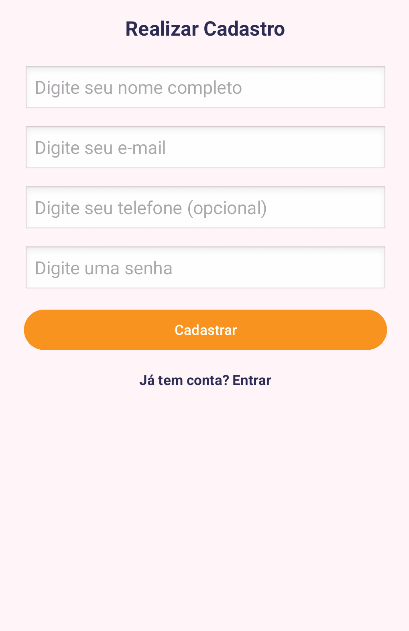 Realizar Cadastro
Digite seu nome completo
Digite seu e-mail
Digite seu telefone (opcional)
Digite uma senha
Cadastrar
Já tem conta? Entrar